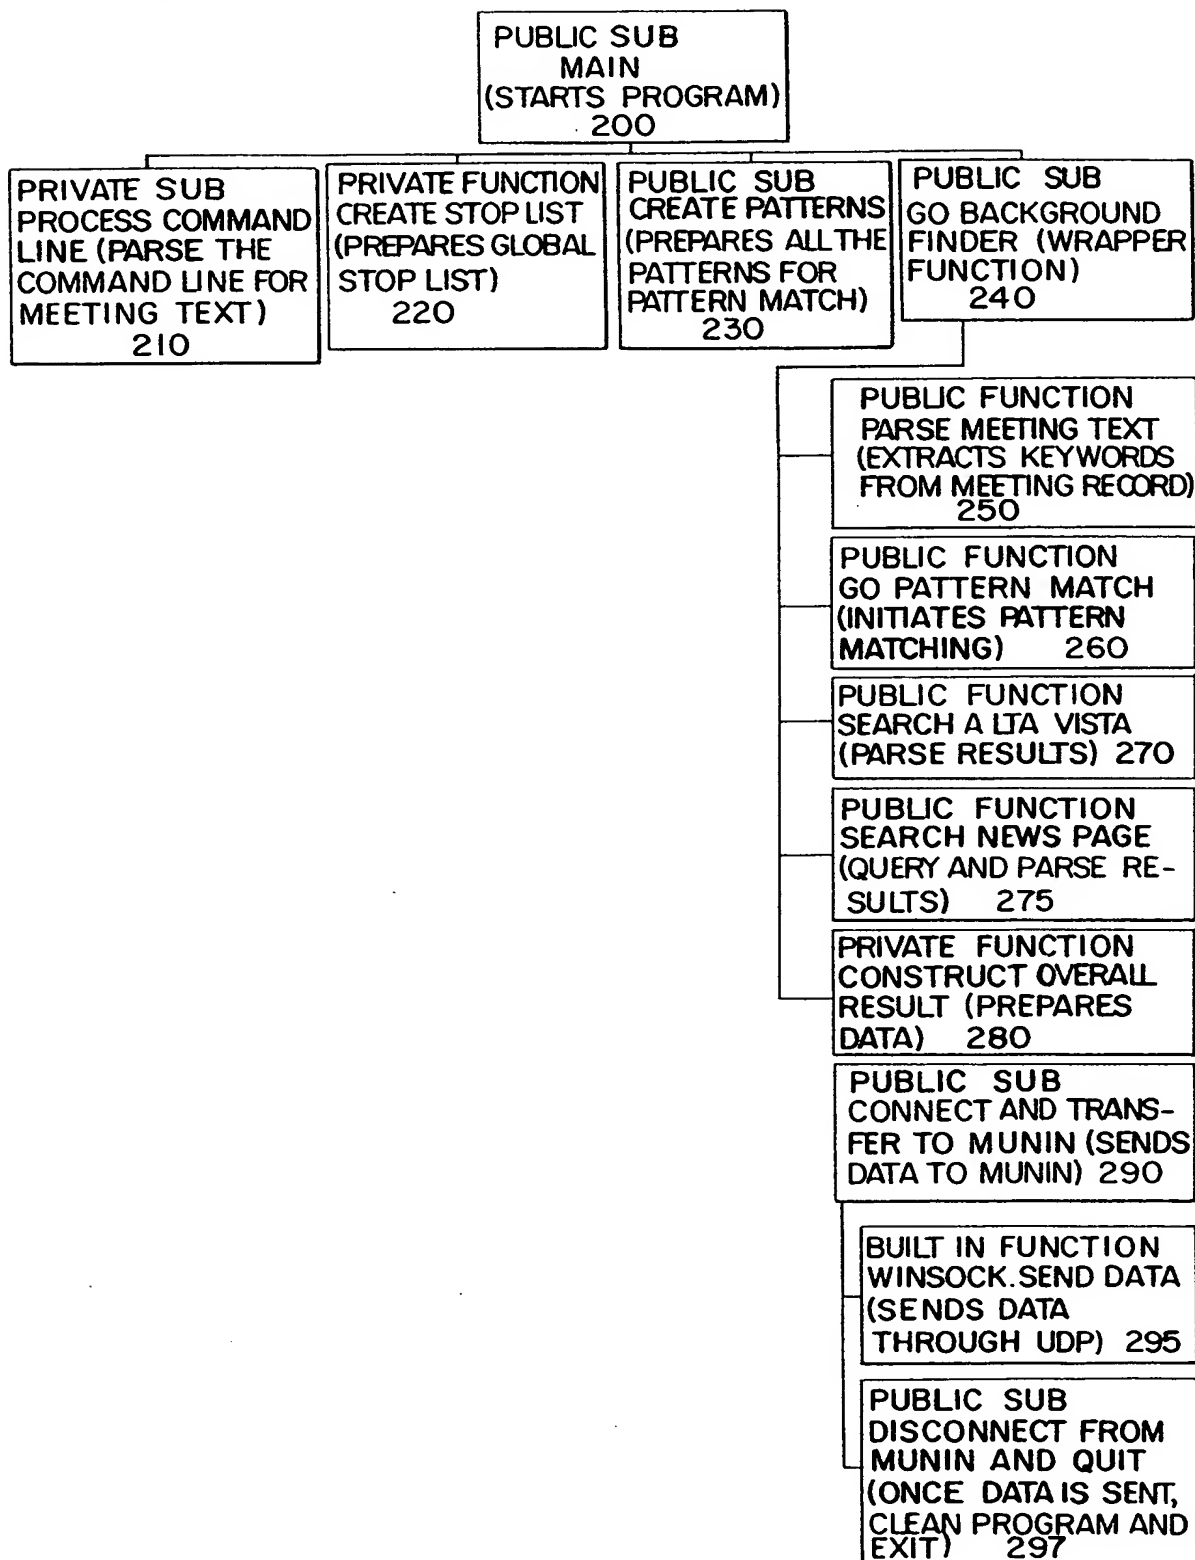 PUBLIC SUB
MAIN
(STARTS PROGRAM)
200
PRIVATE SUB
PROCESS COMMAND
LINE (PARSE THE
COMMAND LINE FOR
MEETING TEXT)
210
PRIVATE FUNCTION
CREATE STOP LIST
(PREPARES GLOBAL
STOP LIST)
220
PUBLIC SUB
CREATE PATTERNS
(PREPARES ALL THE
PATTERNS FOR
PATTERN MATCH)
230
PUBLIC SUB
GO BACKGROUND
FINDER (WRAPPER
FUNCTION)
240
PUBLIC FUNCTION
PARSE MEETING TEXT
(EXTRACTS KEYWORDS
FROM MEETING RECORD)
250
PUBLIC FUNCTION
GO PATTERN MATCH
(INITIATES PATTERN
MATCHING) 260
PUBLIC FUNCTION
SEARCH A LTA VISTA
(PARSE RESULTS) 270
PUBLIC FUNCTION
SEARCH NEWS PAGE
(QUERY AND PARSE RE-
SULTS) 275
PRIVATE FUNCTION
CONSTRUCT OVERALL
RESULT (PREPARES
DATA) 280
PUBLIC SUB
CONNECT AND TRANS-
FER TO MUNIN (SENDS
DATA TO MUNIN) 290
BUILT IN FUNCTION
WINSOCK.SEND DATA
(SENDS DATA
THROUGH UDP) 295
PUBLIC SUB
DISCONNECT FROM
MUNIN AND QUIT
(ONCE DATA IS SENT,
CLEAN PROGRAM AND
EXIT) 297